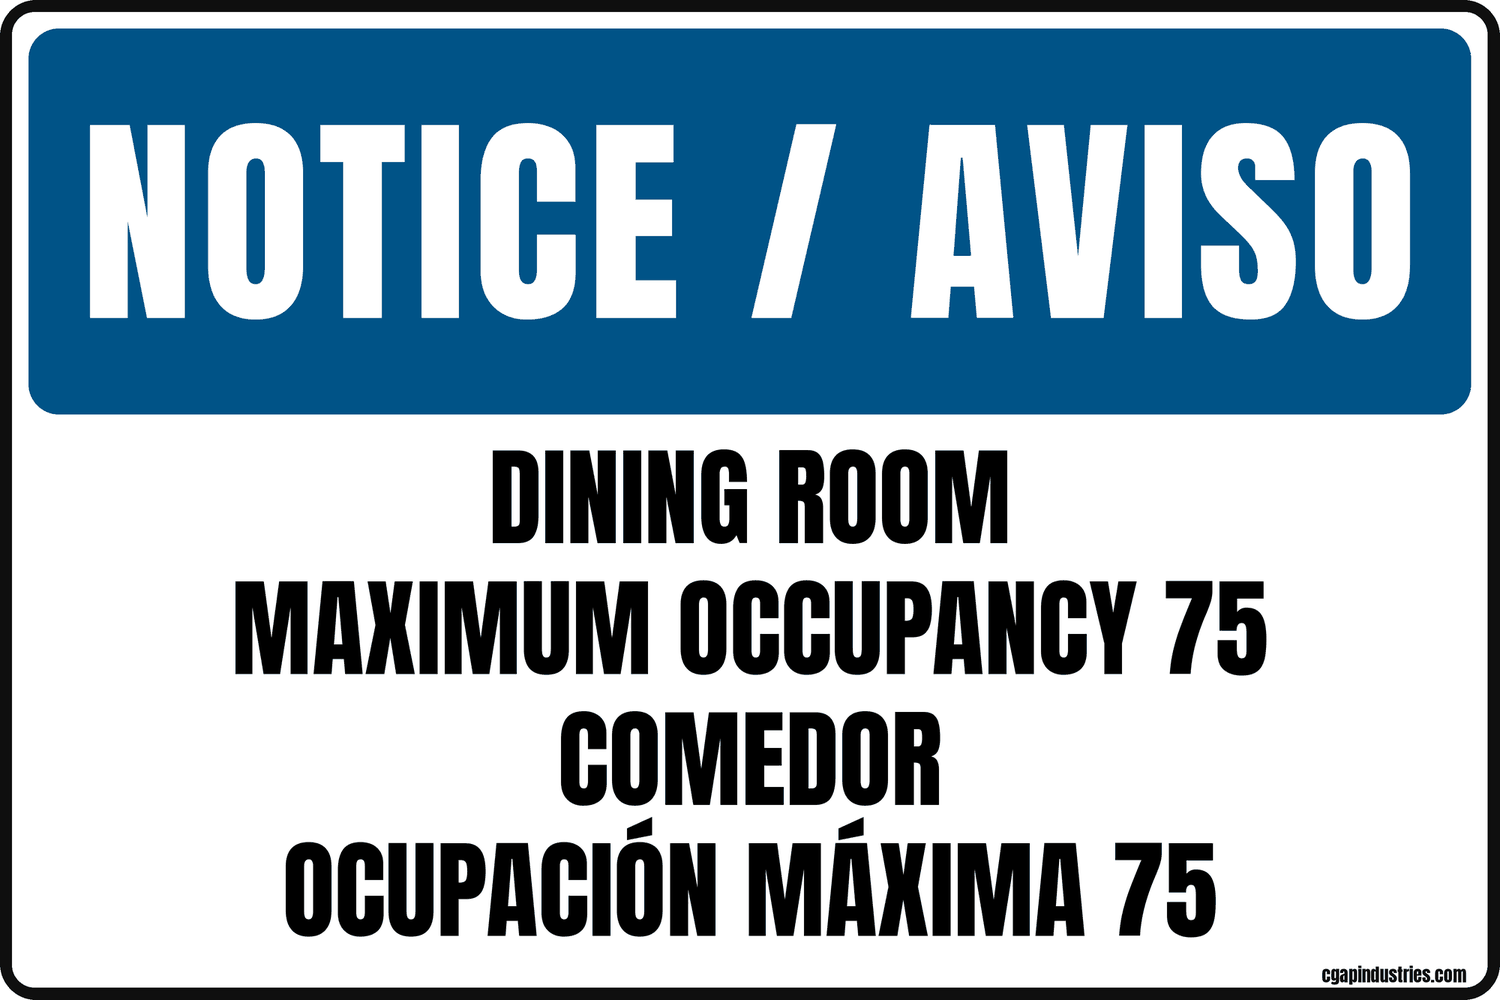 NOTICE / AVISO
DINING ROOM
MAXIMUM OCCUPANCY 75
COMEDOR
OCUPACIÓN MÁXIMA 75
cgapindustries.com